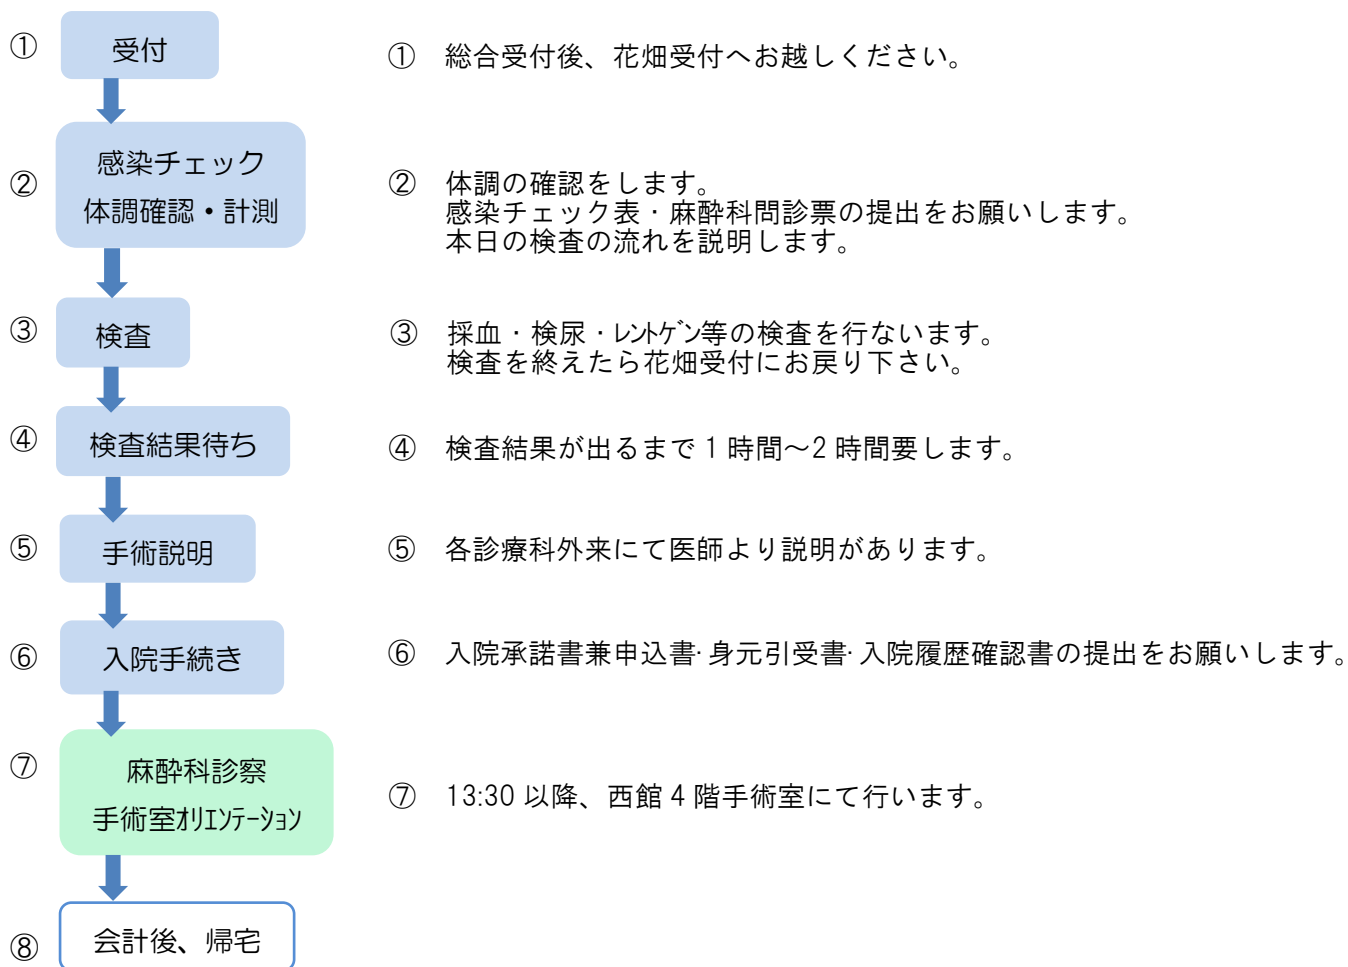 ① 受付
① 総合受付後、花畑受付へお越しください。
② 感染チェック
体調確認・計測
② 体調の確認をします。
感染チェック表・麻酔科問診票の提出をお願いします。
本日の検査の流れを説明します。
③ 検査
③ 採血・検尿・ﾚﾝﾄｹﾞﾝ等の検査を行ないます。
検査を終えたら花畑受付にお戻り下さい。
④ 検査結果待ち
④ 検査結果が出るまで 1 時間～2 時間要します。
⑤ 手術説明
⑤ 各診療科外来にて医師より説明があります。
⑥ 入院手続き
⑥ 入院承諾書兼申込書･身元引受書･入院履歴確認書の提出をお願いします。
⑦ 麻酔科診察
手術室ｵﾘｴﾝﾃｰｼｮﾝ
⑦ 13:30 以降、西館 4 階手術室にて行います。
⑧ 会計後、帰宅